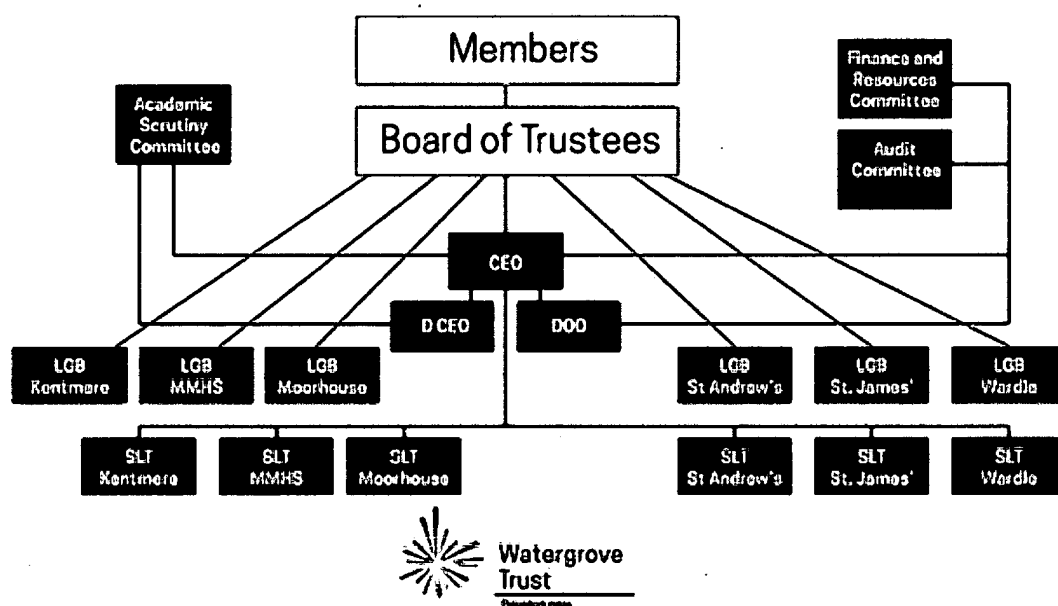 Members
Finance and
Resources
Committee
Academic
Scrutiny
Committee
Board of Trustees
Audit
Committee
CEO
D CEO
DOO
LGB
Kentmere
LGB
MMHS
LGB
Moorhouse
LGB
St Andrew's
LGB
St. James'
LGB
Wardle
SLT
Kentmere
SLT
MMHS
SLT
Moorhouse
SLT
St Andrew's
SLT
St. James'
SLT
Wardle
Watergrove
Trust